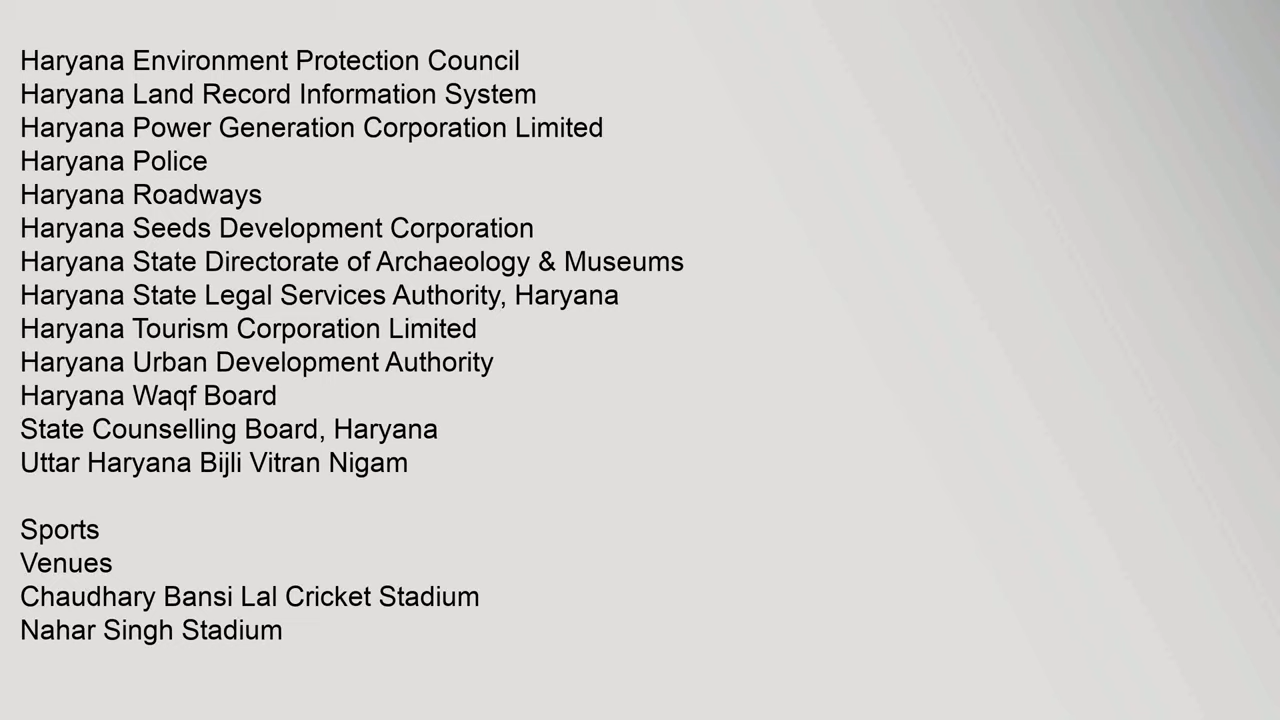 Haryana Environment Protection Council
Haryana Land Record Information System
Haryana Power Generation Corporation Limited
Haryana Police
Haryana Roadways
Haryana Seeds Development Corporation
Haryana State Directorate of Archaeology & Museums
Haryana State Legal Services Authority, Haryana
Haryana Tourism Corporation Limited
Haryana Urban Development Authority
Haryana Waqf Board
State Counselling Board, Haryana
Uttar Haryana Bijli Vitran Nigam

Sports
Venues
Chaudhary Bansi Lal Cricket Stadium
Nahar Singh Stadium